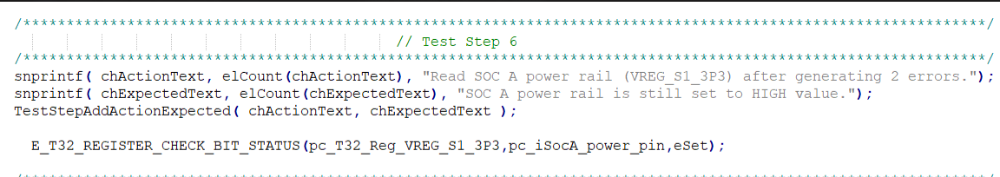 /***************************************************************************************************************/
// Test Step 6
/***************************************************************************************************************/
snprintf( chActionText, elCount(chActionText), "Read SOC A power rail (VREG_S1_3P3) after generating 2 errors.");
snprintf( chExpectedText, elCount(chExpectedText), "SOC A power rail is still set to HIGH value.");
TestStepAddActionExpected( chActionText, chExpectedText );
E_T32_REGISTER_CHECK_BIT_STATUS(pc_T32_Reg_VREG_S1_3P3,pc_iSocA_power_pin,eSet);